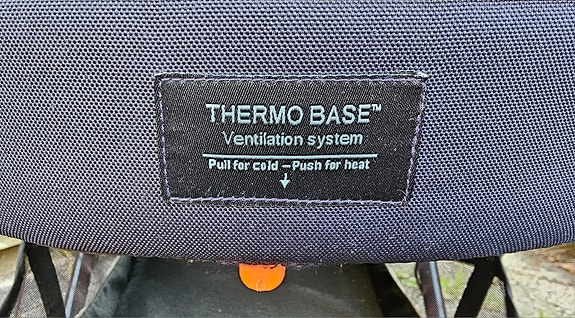 THERMO BASE™
Ventilation system
Pull for cold – Push for heat